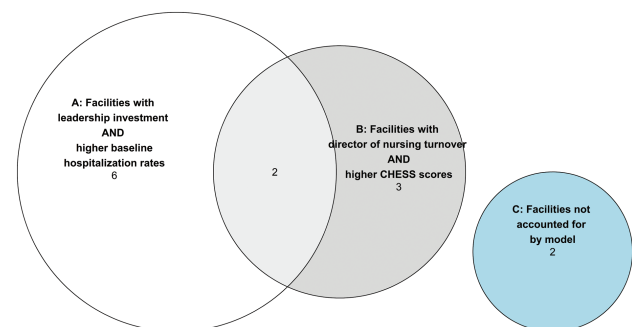 A: Facilities with
leadership investment
AND
higher baseline
hospitalization rates
6
2
B: Facilities with
director of nursing turnover
AND
higher CHESS scores
3
C: Facilities not
accounted for
by model
2